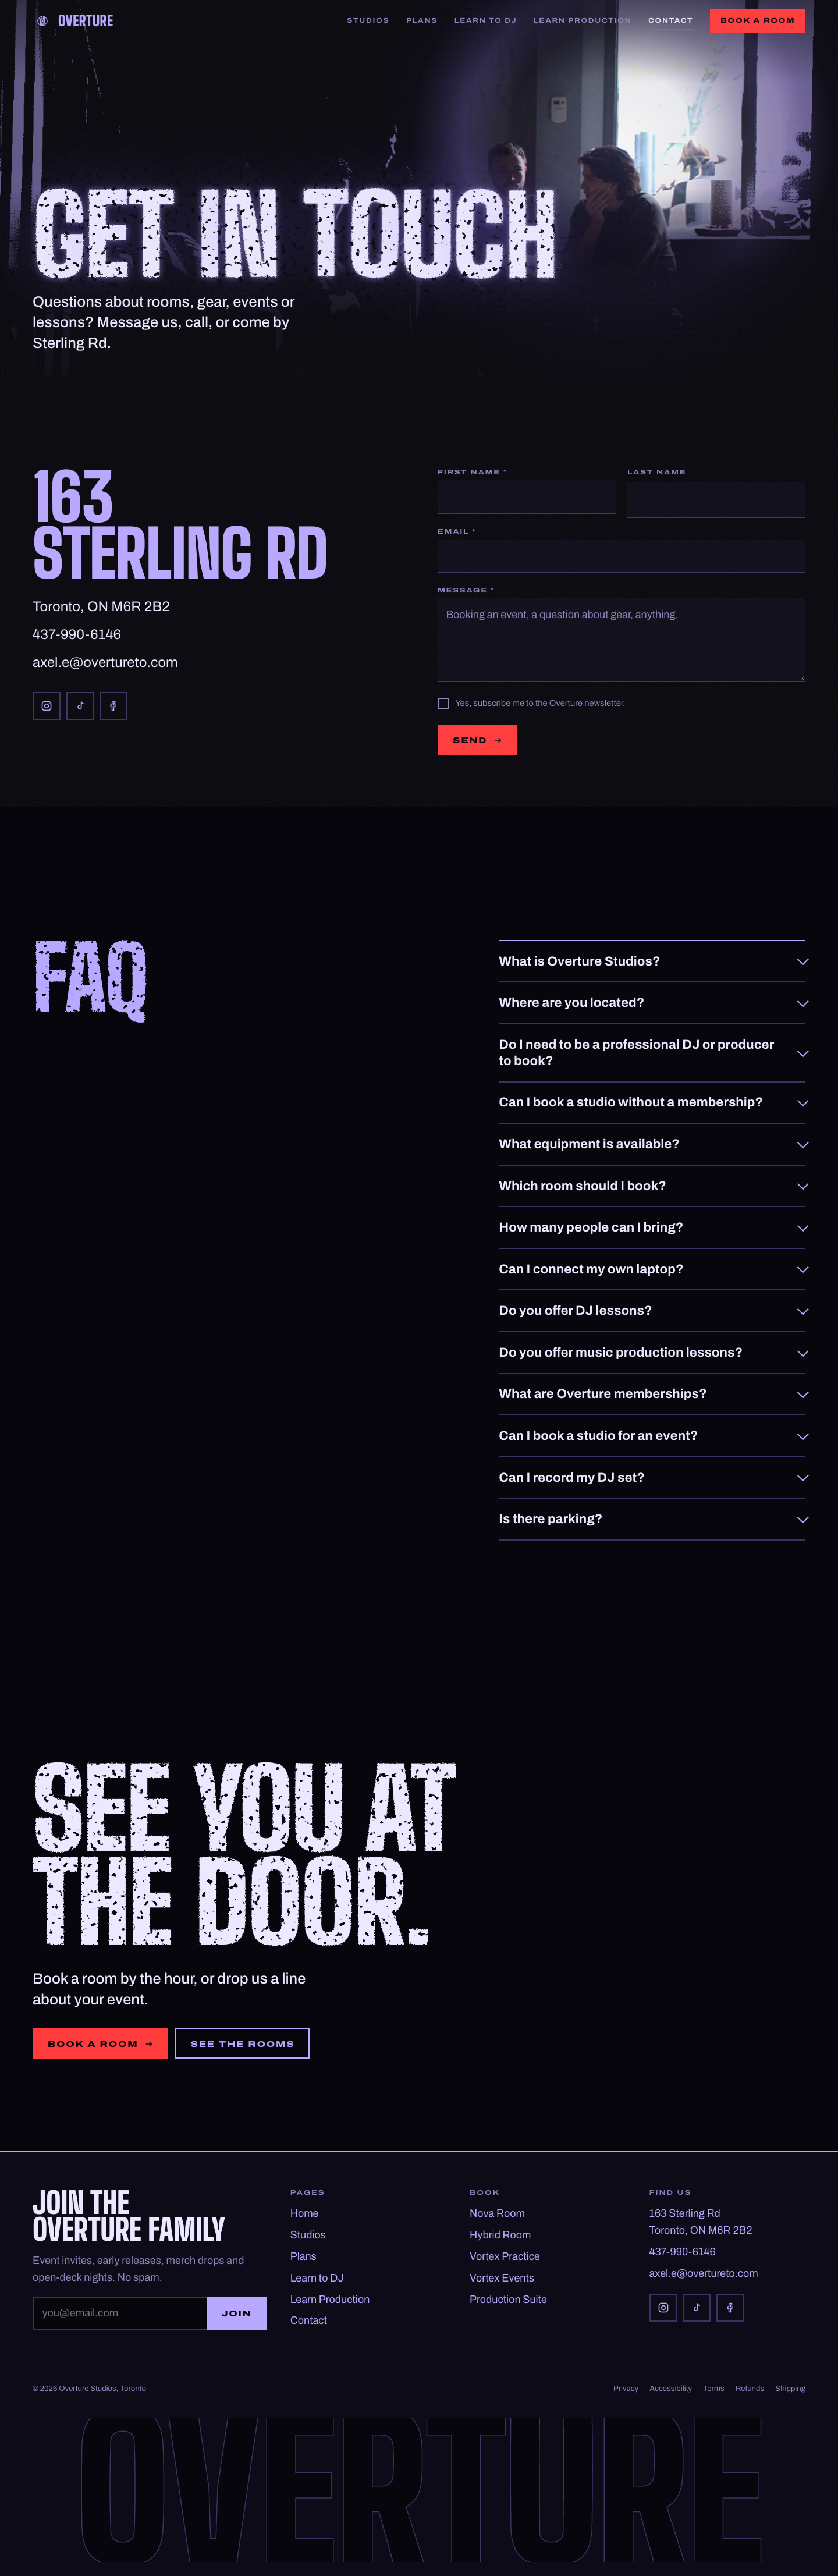 OVERTURE
STUDIOS
PLANS
LEARN TO DJ
LEARN PRODUCTION
CONTACT
BOOK A ROOM
GET IN TOUCH
Questions about rooms, gear, events or
lessons? Message us, call, or come by
Sterling Rd.
163
STERLING RD
Toronto, ON M6R 2B2
437-990-6146
axel.e@overtureto.com
FIRST NAME *
LAST NAME
EMAIL *
MESSAGE *
Booking an event, a question about gear, anything.
Yes, subscribe me to the Overture newsletter.
SEND →
FAQ
What is Overture Studios?
Where are you located?
Do I need to be a professional DJ or producer
to book?
Can I book a studio without a membership?
What equipment is available?
Which room should I book?
How many people can I bring?
Can I connect my own laptop?
Do you offer DJ lessons?
Do you offer music production lessons?
What are Overture memberships?
Can I book a studio for an event?
Can I record my DJ set?
Is there parking?
SEE YOU AT
THE DOOR.
Book a room by the hour, or drop us a line
about your event.
BOOK A ROOM →
SEE THE ROOMS
JOIN THE
OVERTURE FAMILY
Event invites, early releases, merch drops and
open-deck nights. No spam.
you@email.com
JOIN
PAGES
Home
Studios
Plans
Learn to DJ
Learn Production
Contact
BOOK
Nova Room
Hybrid Room
Vortex Practice
Vortex Events
Production Suite
FIND US
163 Sterling Rd
Toronto, ON M6R 2B2
437-990-6146
axel.e@overtureto.com
© 2026 Overture Studios, Toronto
Privacy
Accessibility
Terms
Refunds
Shipping
OVERTURE